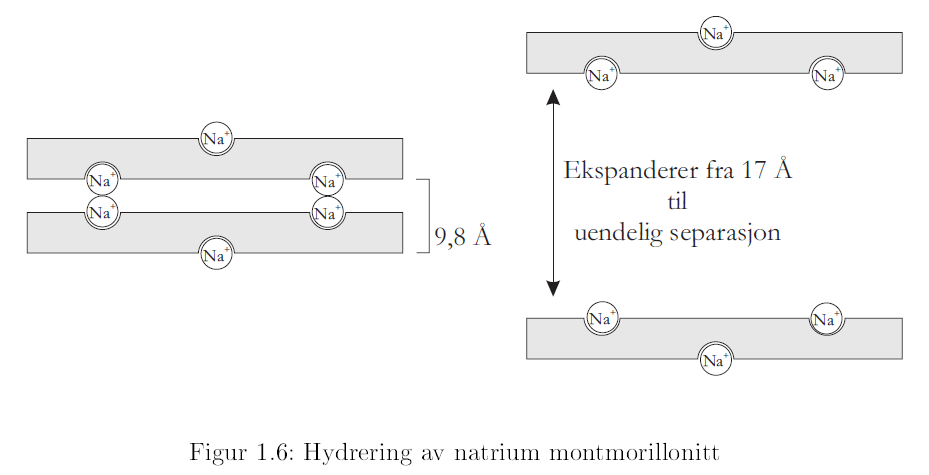 Na⁺
Na⁺ Na⁺
Na⁺ Na⁺
Na⁺
9,8 Å
Na⁺
Na⁺ Na⁺
Ekspanderer fra 17 Å
til
uendelig separasjon
Na⁺ Na⁺
Na⁺
Figur 1.6: Hydrering av natrium montmorillonitt